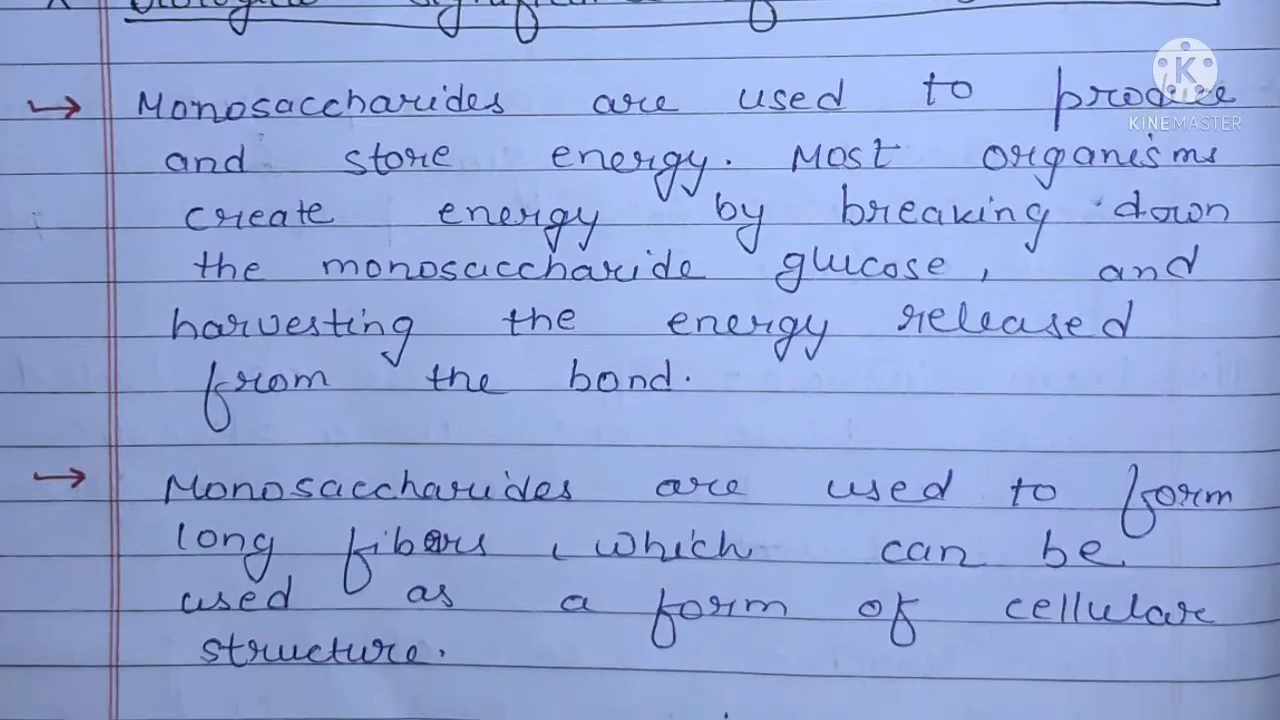 → Monosaccharides are used to produce
and store energy. Most organisms
create energy by breaking down
the monosaccharide glucose, and
harvesting the energy released
from the bond.
→ Monosaccharides are used to form
long fibers, which can be
used as a form of cellular
structure.
K
KINEMASTER